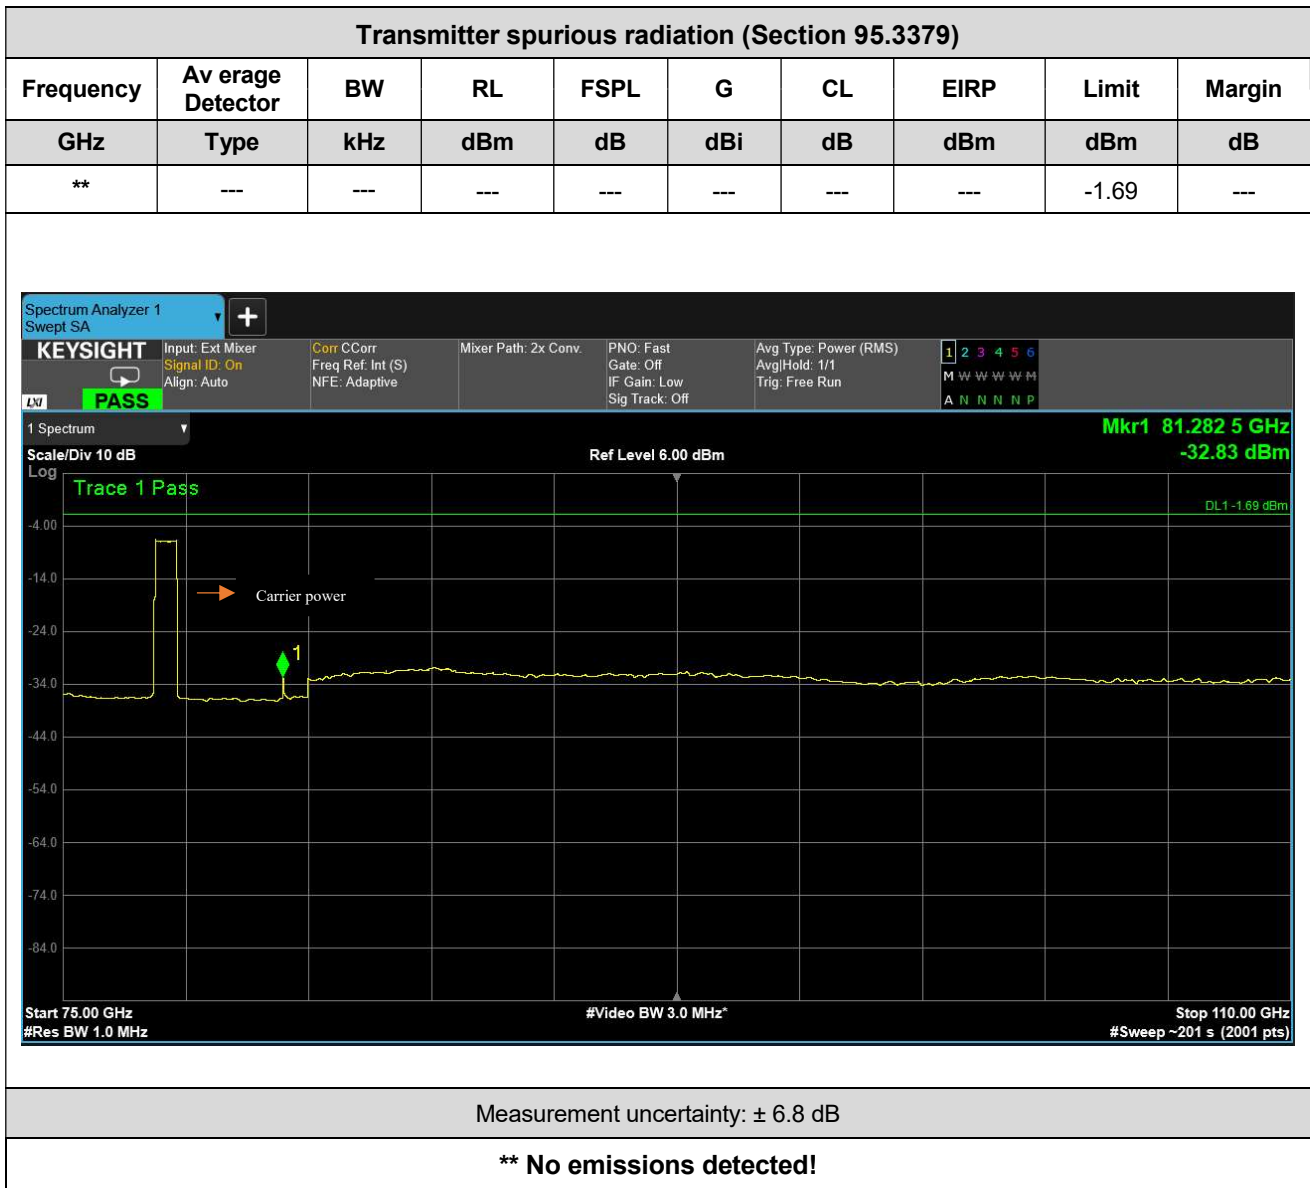 Transmitter spurious radiation (Section 95.3379)
Frequency Av erage Detector BW RL FSPL G CL EIRP Limit Margin
GHz Type kHz dBm dB dBi dB dBm dBm dB
** --- --- --- --- --- --- --- -1.69 ---
Spectrum Analyzer 1
Swept SA
+
KEYSIGHT Input: Ext Mixer Corr CCorr Mixer Path: 2x Conv. PNO: Fast Avg Type: Power (RMS) 1 2 3 4 5 6
Signal ID: On Freq Ref: Int (S) Gate: Off Avg|Hold: 1/1 M W W W W M
Align: Auto NFE: Adaptive IF Gain: Low Trig: Free Run
LXI PASS Sig Track: Off A N N N N P
1 Spectrum Mkr1 81.282 5 GHz
Scale/Div 10 dB Ref Level 6.00 dBm -32.83 dBm
Log
Trace 1 Pass
DL1 -1.69 dBm
-4.00
-14.0
Carrier power
-24.0
1
-34.0
-44.0
-54.0
-64.0
-74.0
-84.0
Start 75.00 GHz #Video BW 3.0 MHz* Stop 110.00 GHz
#Res BW 1.0 MHz #Sweep ~201 s (2001 pts)
Measurement uncertainty: ± 6.8 dB
** No emissions detected!